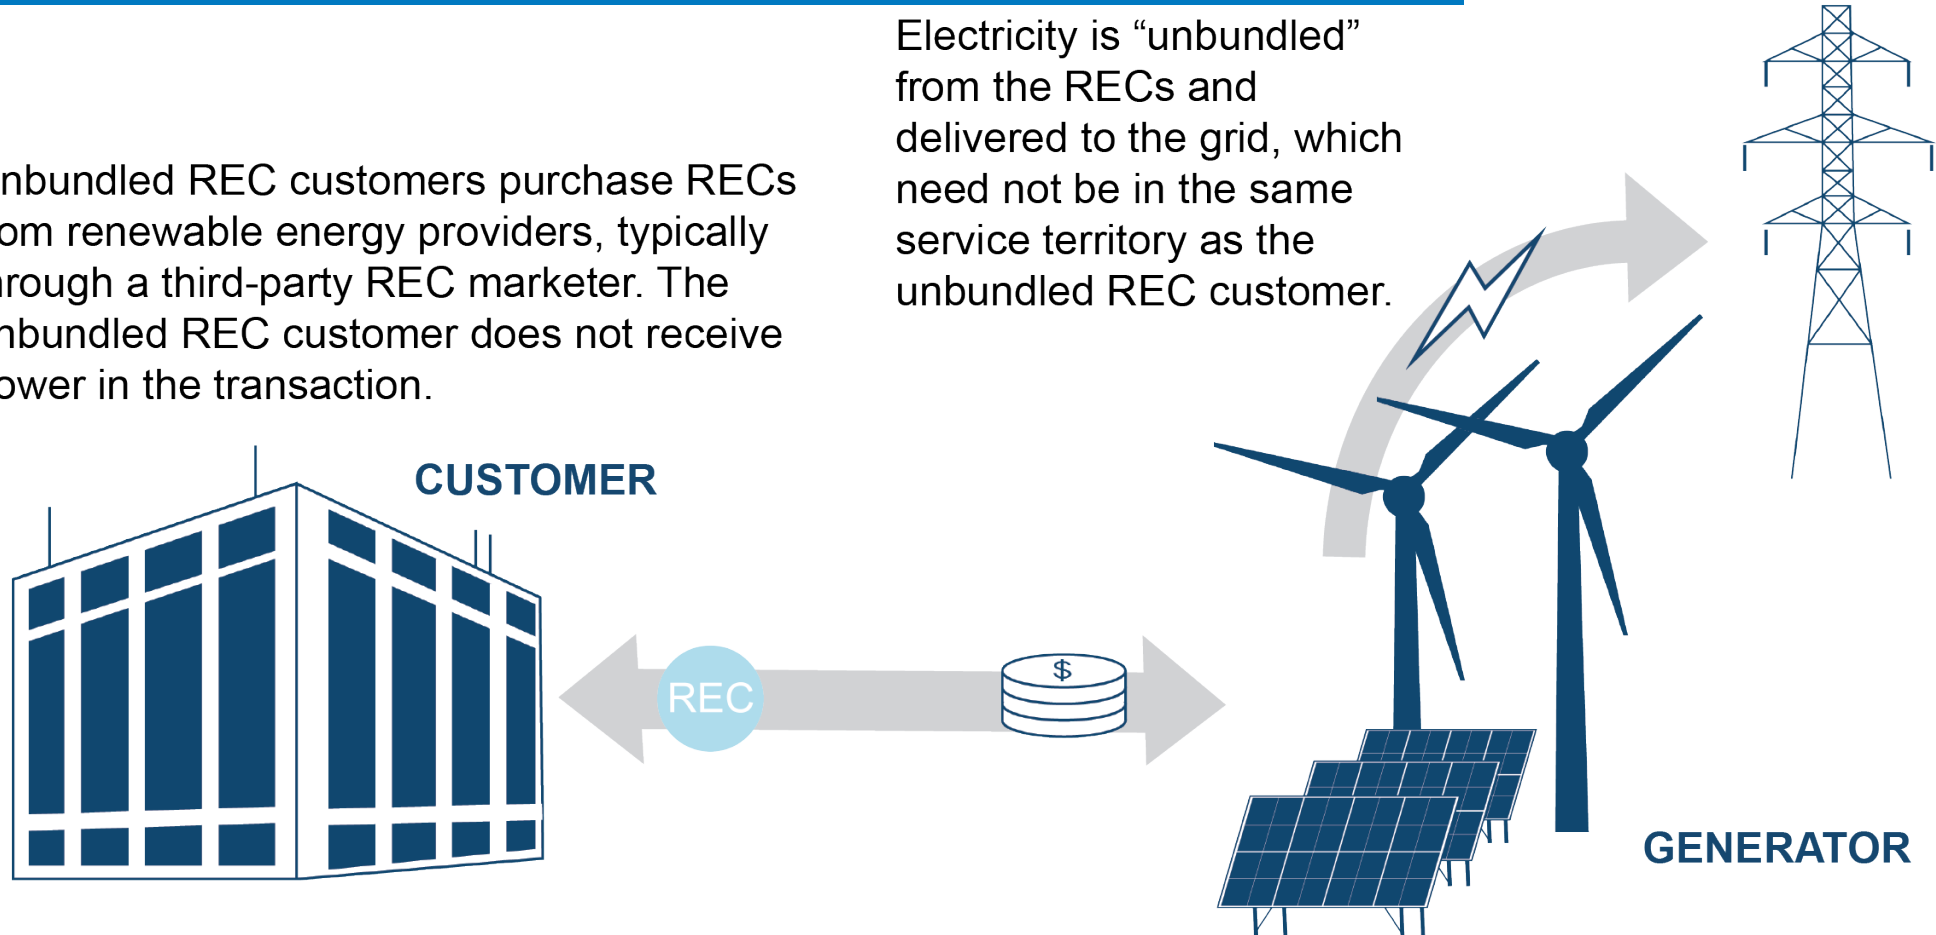 Electricity is “unbundled”
from the RECs and
delivered to the grid, which
need not be in the same
service territory as the
unbundled REC customer.
nbundled REC customers purchase RECs
om renewable energy providers, typically
hrough a third-party REC marketer. The
nbundled REC customer does not receive
ower in the transaction.
CUSTOMER
REC
$
GENERATOR